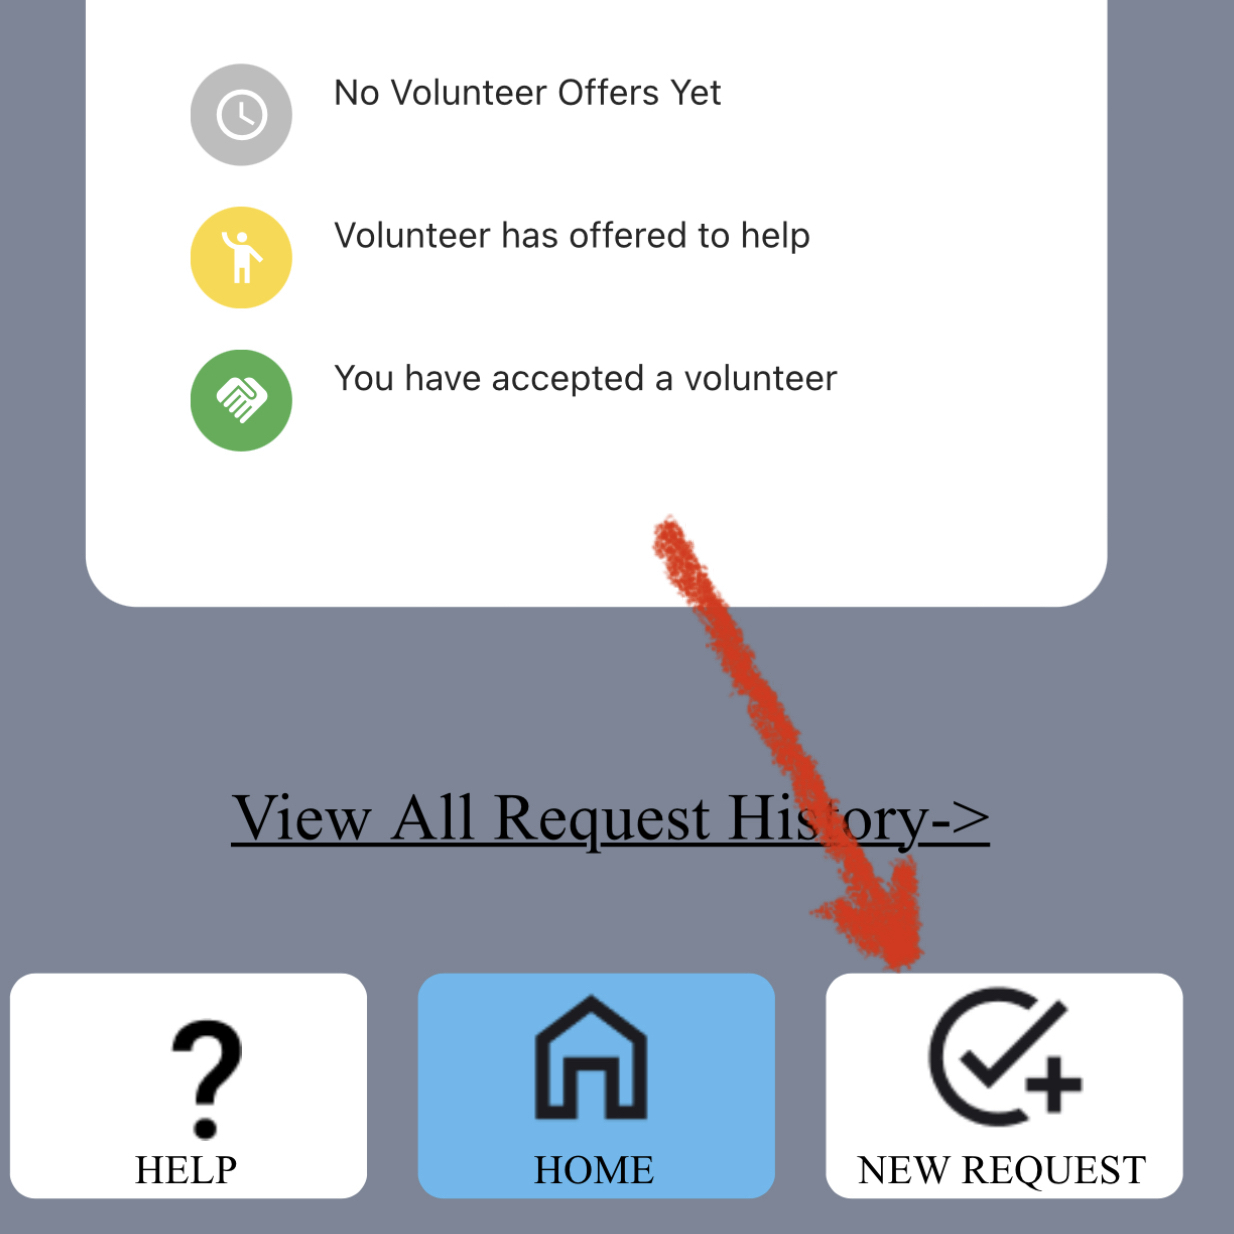 No Volunteer Offers Yet
Volunteer has offered to help
You have accepted a volunteer
View All Request History->
HELP
HOME
NEW REQUEST